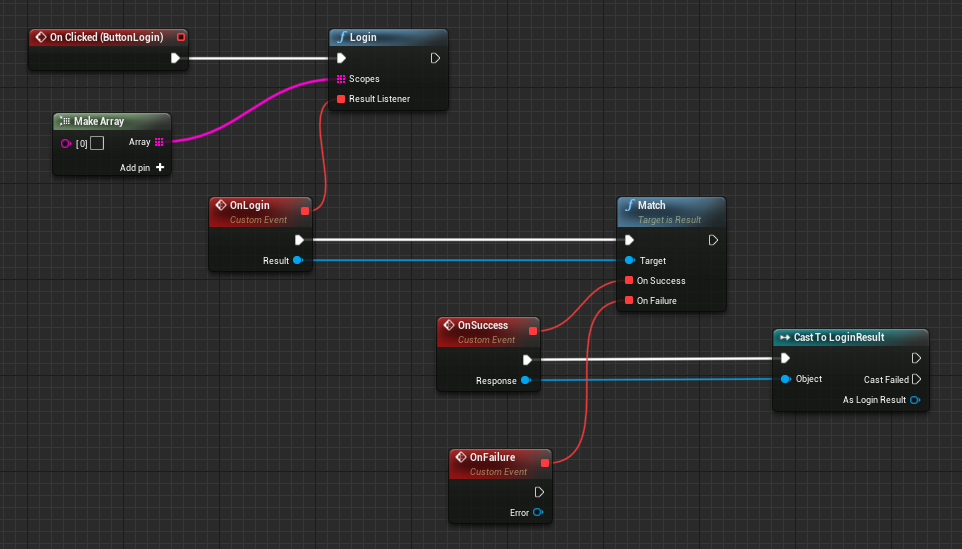 On Clicked (ButtonLogin)
Login
Scopes
Result Listener
Make Array
[0]
Array
Add pin
OnLogin
Custom Event
Result
Match
Target is Result
Target
On Success
On Failure
OnSuccess
Custom Event
Response
Cast To LoginResult
Object
Cast Failed
As Login Result
OnFailure
Custom Event
Error